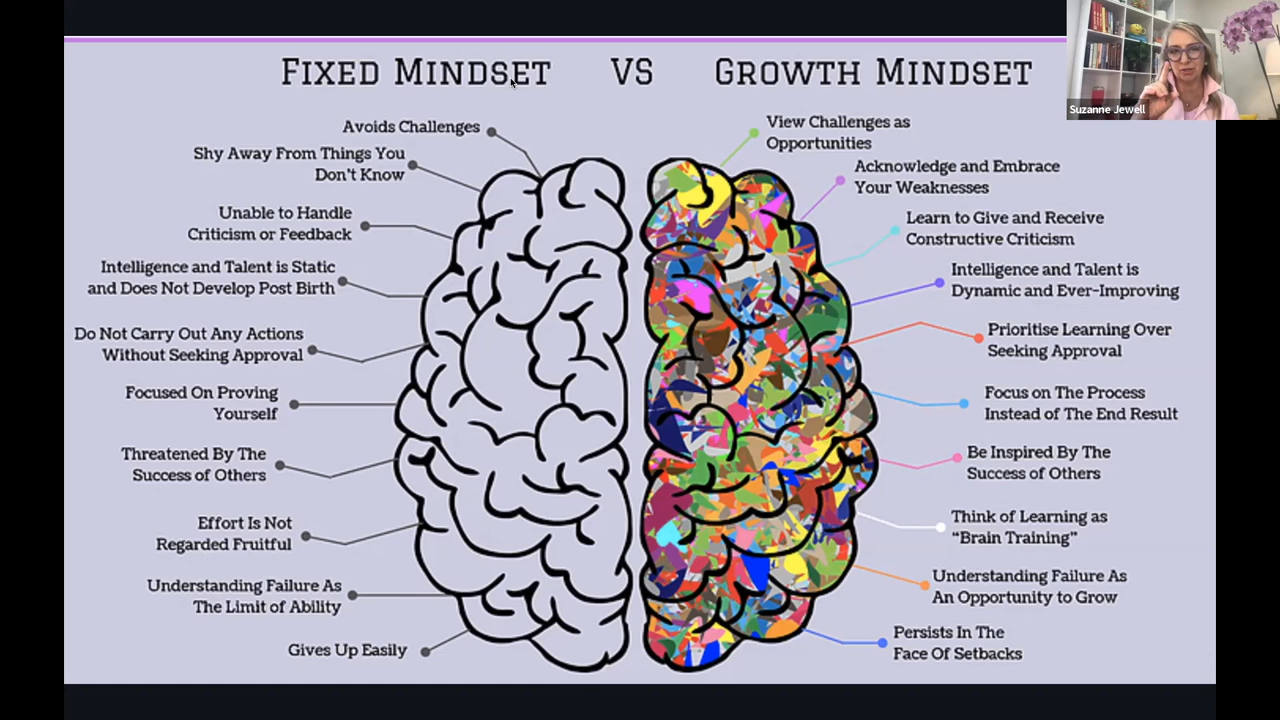 FIXED MINDSET VS GROWTH MINDSET
Suzanne Jewell
Avoids Challenges
Shy Away From Things You
Don't Know
Unable to Handle
Criticism or Feedback
Intelligence and Talent is Static
and Does Not Develop Post Birth
Do Not Carry Out Any Actions
Without Seeking Approval
Focused On Proving
Yourself
Threatened By The
Success of Others
Effort Is Not
Regarded Fruitful
Understanding Failure As
The Limit of Ability
Gives Up Easily
View Challenges as
Opportunities
Acknowledge and Embrace
Your Weaknesses
Learn to Give and Receive
Constructive Criticism
Intelligence and Talent is
Dynamic and Ever-Improving
Prioritise Learning Over
Seeking Approval
Focus on The Process
Instead of The End Result
Be Inspired By The
Success of Others
Think of Learning as
“Brain Training”
Understanding Failure As
An Opportunity to Grow
Persists In The
Face Of Setbacks